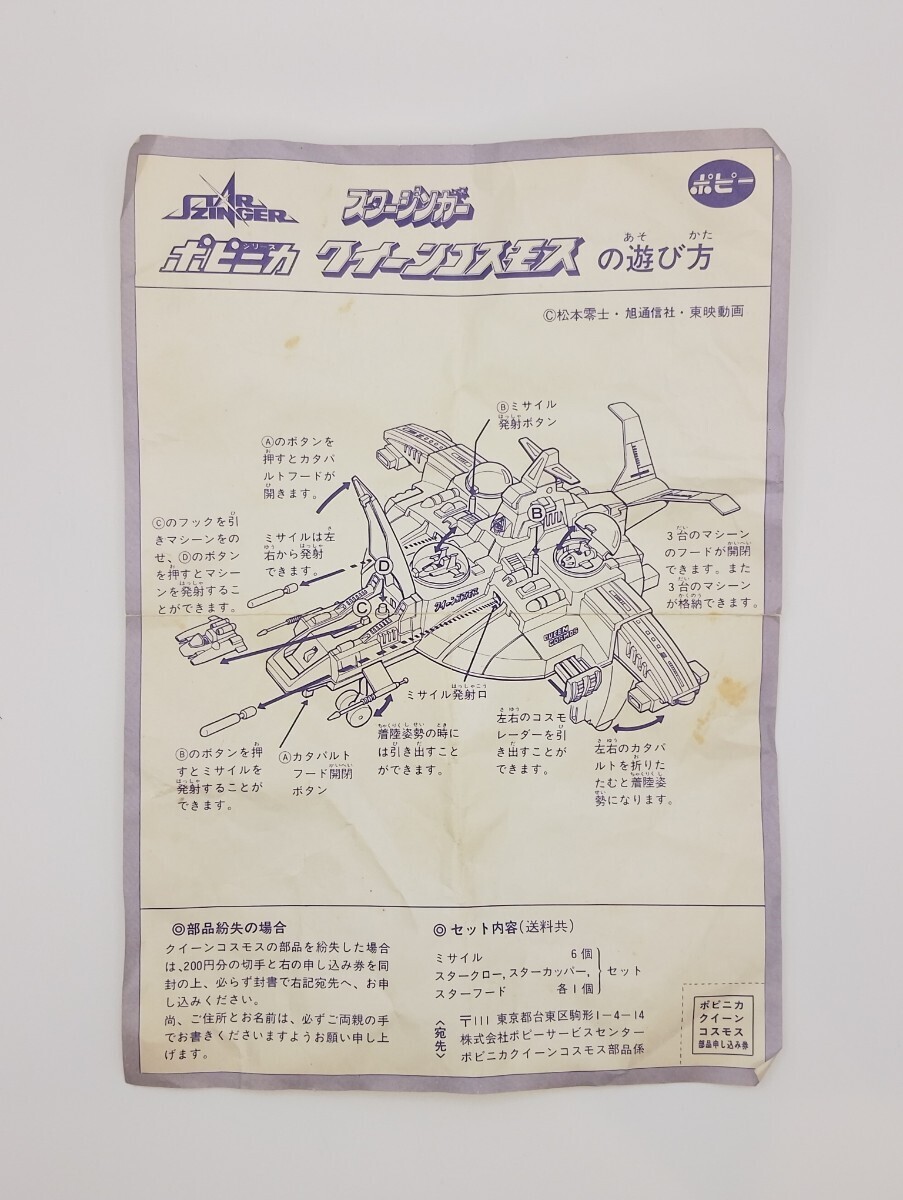 STAR
ZINGER
スタージンガー
ポピー
ポピニカ シリーズ クイーンコスモス の遊び方
あそ かた
©松本零士・旭通信社・東映動画
Ⓑミサイル
発射ボタン
はっしゃ
Ⓐのボタンを
押すとカタパ
ルトフードが
開きます。
Ⓒのフックを引
きマシーンをの
せ、Ⓓのボタン
を押すとマシー
ンを発射するこ
とができます。
ミサイルは左
右から発射
できます。
3台のマシーン
のフードが開閉
できます。また
3台のマシーン
が格納できます。
B
D
C
クイーンコスモス
QUEEN
COSMOS
ミサイル発射口
はっしゃこう
Ⓑのボタンを押
すとミサイルを
発射することが
できます。
Ⓐカタパルト
フード開閉
ボタン
着陸姿勢の時に
は引き出すこと
ができます。
左右のコスモ
レーダーを引
き出すことが
できます。
左右のカタパ
ルトを折りた
たむと着陸姿
勢になります。
◎部品紛失の場合
クイーンコスモスの部品を紛失した場合
は、200円分の切手と右の申し込み券を同
封の上、必らず封書で右記宛先へ、お申
し込みください。
尚、ご住所とお名前は、必ずご両親の手
でお書きくださいますようお願い申し上
げます。
◎セット内容(送料共)
ミサイル 6個
スタークロー, スターカッパー, セット
スターフード 各1個
〈宛先〉
〒111 東京都台東区駒形1-4-14
株式会社ポピーサービスセンター
ポピニカクイーンコスモス部品係
ポピニカ
クイーン
コスモス
部品申し込み券